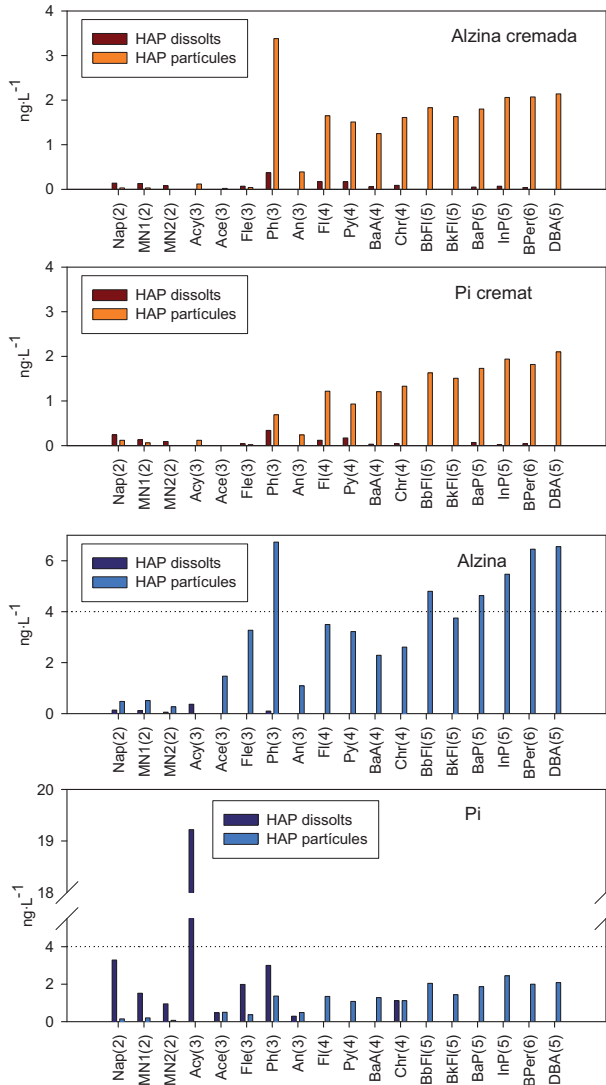 4
3
2
1
0
ng·L⁻¹
HAP dissolts
HAP partícules
Alzina cremada
Nap(2) MN1(2) MN2(2) Acy(3) Ace(3) Fle(3) Ph(3) An(3) Fl(4) Py(4) BaA(4) Chr(4) BbFl(5) BkFl(5) BaP(5) InP(5) BPer(6) DBA(5)
4
3
2
1
0
ng·L⁻¹
HAP dissolts
HAP partícules
Pi cremat
Nap(2) MN1(2) MN2(2) Acy(3) Ace(3) Fle(3) Ph(3) An(3) Fl(4) Py(4) BaA(4) Chr(4) BbFl(5) BkFl(5) BaP(5) InP(5) BPer(6) DBA(5)
6
4
2
0
ng·L⁻¹
HAP dissolts
HAP partícules
Alzina
Nap(2) MN1(2) MN2(2) Acy(3) Ace(3) Fle(3) Ph(3) An(3) Fl(4) Py(4) BaA(4) Chr(4) BbFl(5) BkFl(5) BaP(5) InP(5) BPer(6) DBA(5)
20
19
18
4
2
0
ng·L⁻¹
HAP dissolts
HAP partícules
Pi
Nap(2) MN1(2) MN2(2) Acy(3) Ace(3) Fle(3) Ph(3) An(3) Fl(4) Py(4) BaA(4) Chr(4) BbFl(5) BkFl(5) BaP(5) InP(5) BPer(6) DBA(5)